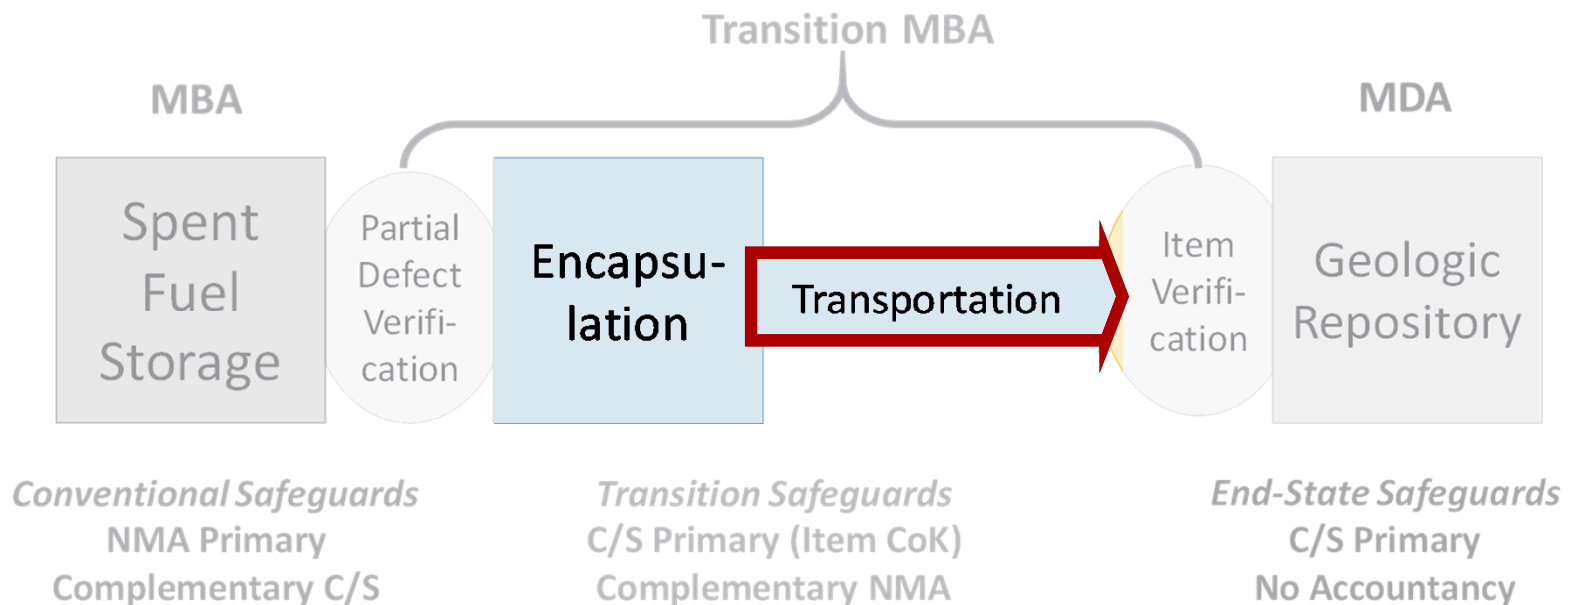 Transition MBA
MBA
MDA
Spent
Fuel
Storage
Partial
Defect
Verifi-
cation
Encapsu-
lation
Transportation
Item
Verifi-
cation
Geologic
Repository
Conventional Safeguards
NMA Primary
Complementary C/S
Transition Safeguards
C/S Primary (Item CoK)
Complementary NMA
End-State Safeguards
C/S Primary
No Accountancy